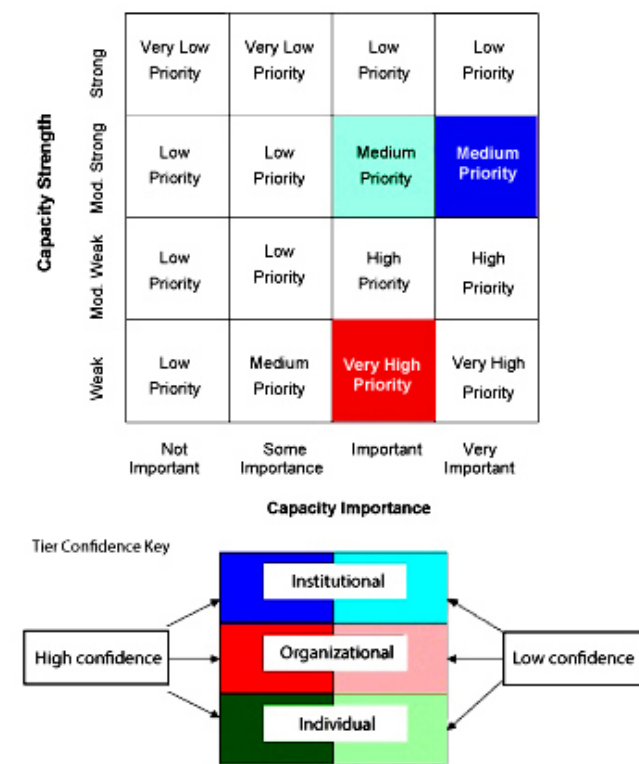 Very Low
Priority
Very Low
Priority
Low
Priority
Low
Priority
Strong
Low
Priority
Low
Priority
Medium
Priority
Medium
Priority
Mod. Strong
Capacity Strength
Low
Priority
Low
Priority
High
Priority
High
Priority
Mod. Weak
Low
Priority
Medium
Priority
Very High
Priority
Very High
Priority
Weak
Not
Important
Some
Importance
Important
Very
Important
Capacity Importance
Tier Confidence Key
Institutional
High confidence
Organizational
Low confidence
Individual